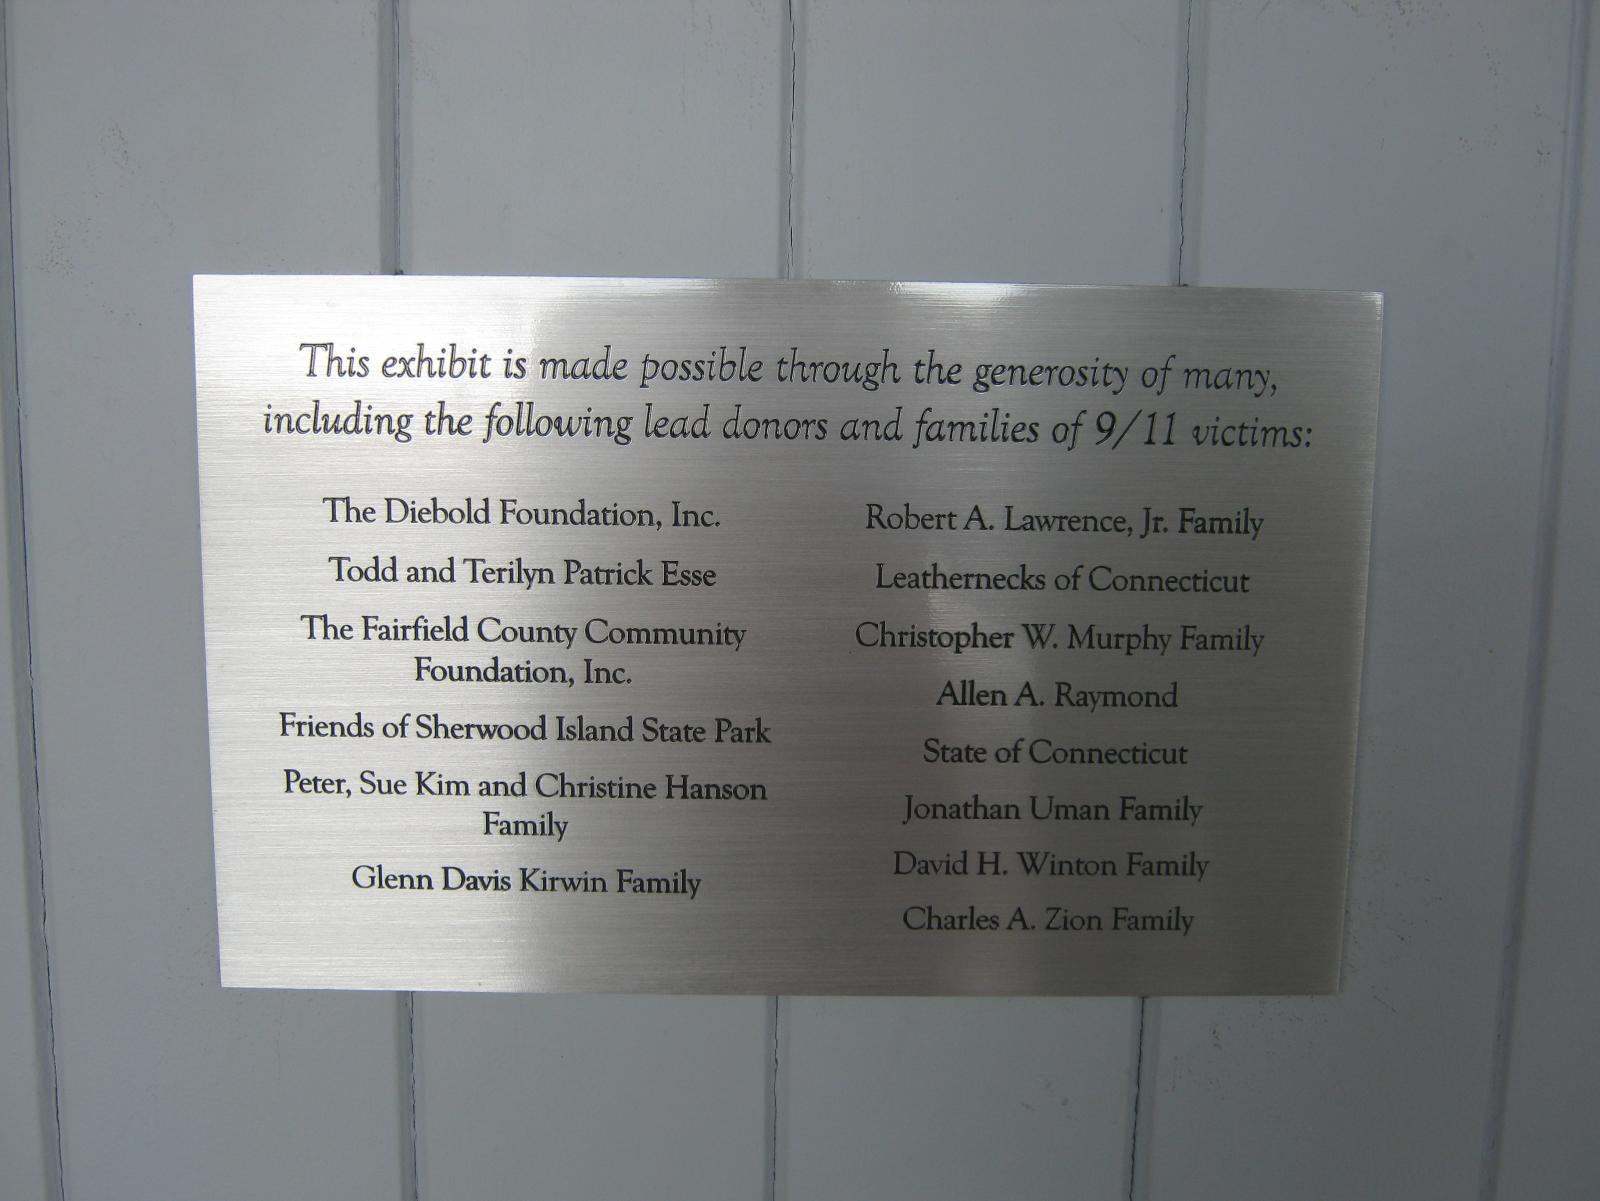 This exhibit is made possible through the generosity of many,
including the following lead donors and families of 9/11 victims:
The Diebold Foundation, Inc.
Todd and Terilyn Patrick Esse
The Fairfield County Community
Foundation, Inc.
Friends of Sherwood Island State Park
Peter, Sue Kim and Christine Hanson
Family
Glenn Davis Kirwin Family
Robert A. Lawrence, Jr. Family
Leathernecks of Connecticut
Christopher W. Murphy Family
Allen A. Raymond
State of Connecticut
Jonathan Uman Family
David H. Winton Family
Charles A. Zion Family